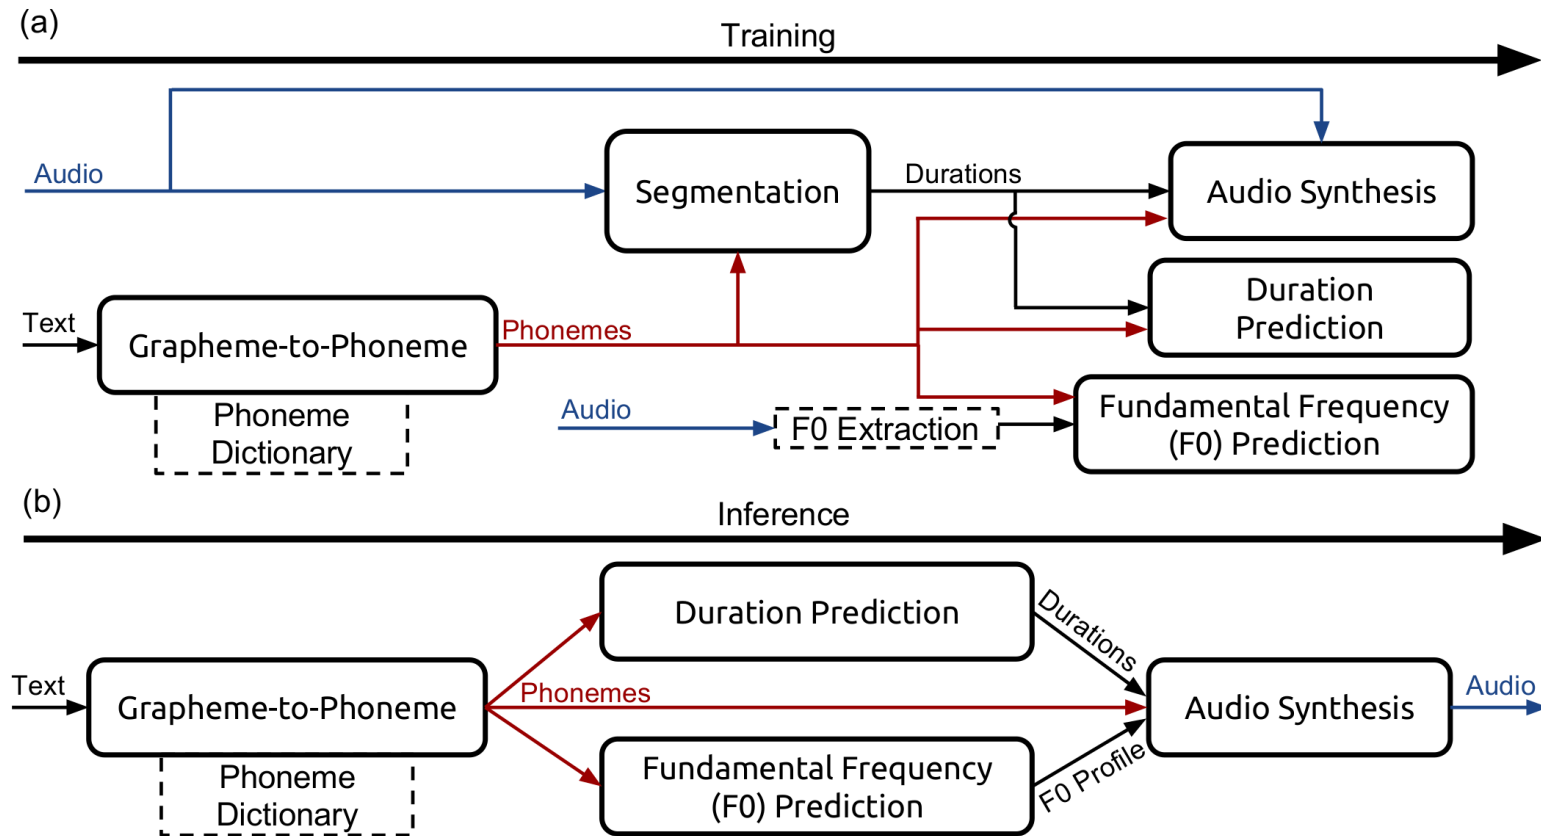 (a)
Training
Audio
Segmentation
Durations
Audio Synthesis
Text
Grapheme-to-Phoneme
Phonemes
Duration
Prediction
Phoneme
Dictionary
Audio
F0 Extraction
Fundamental Frequency
(F0) Prediction
(b)
Inference
Duration Prediction
Durations
Text
Grapheme-to-Phoneme
Phonemes
Audio Synthesis
Audio
Phoneme
Dictionary
Fundamental Frequency
(F0) Prediction
F0 Profile